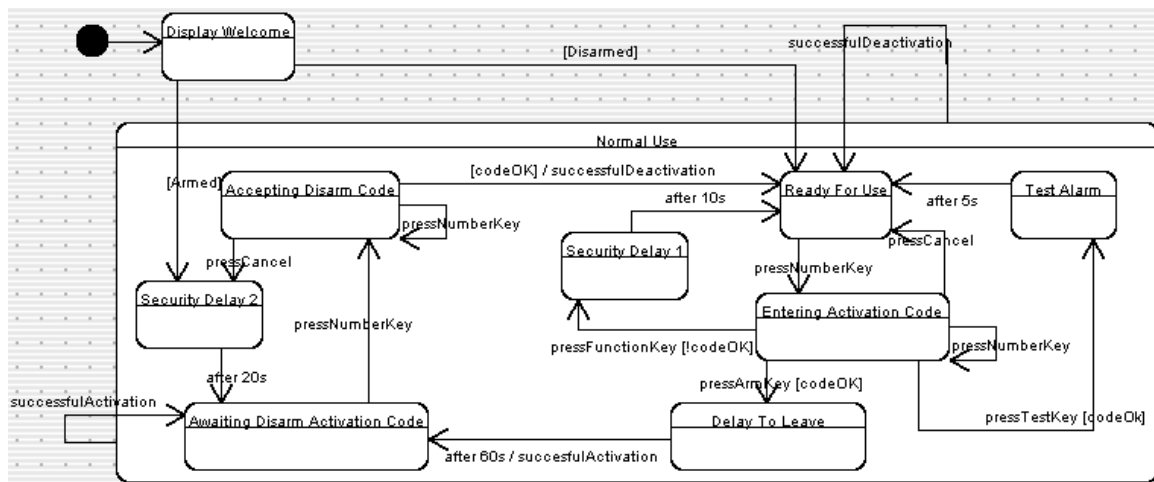 Display Welcome
[Disarmed]
successfulDeactivation
Normal Use
[Armed]
Accepting Disarm Code
[codeOK] / successfulDeactivation
Ready For Use
Test Alarm
after 10s
after 5s
pressNumberKey
pressCancel
Security Delay 1
pressCancel
pressNumberKey
Security Delay 2
Entering Activation Code
pressNumberKey
pressFunctionKey [!codeOK]
pressNumberKey
after 20s
pressArmKey [codeOK]
successfulActivation
Awaiting Disarm Activation Code
Delay To Leave
pressTestKey [codeOk]
after 60s / succesfulActivation